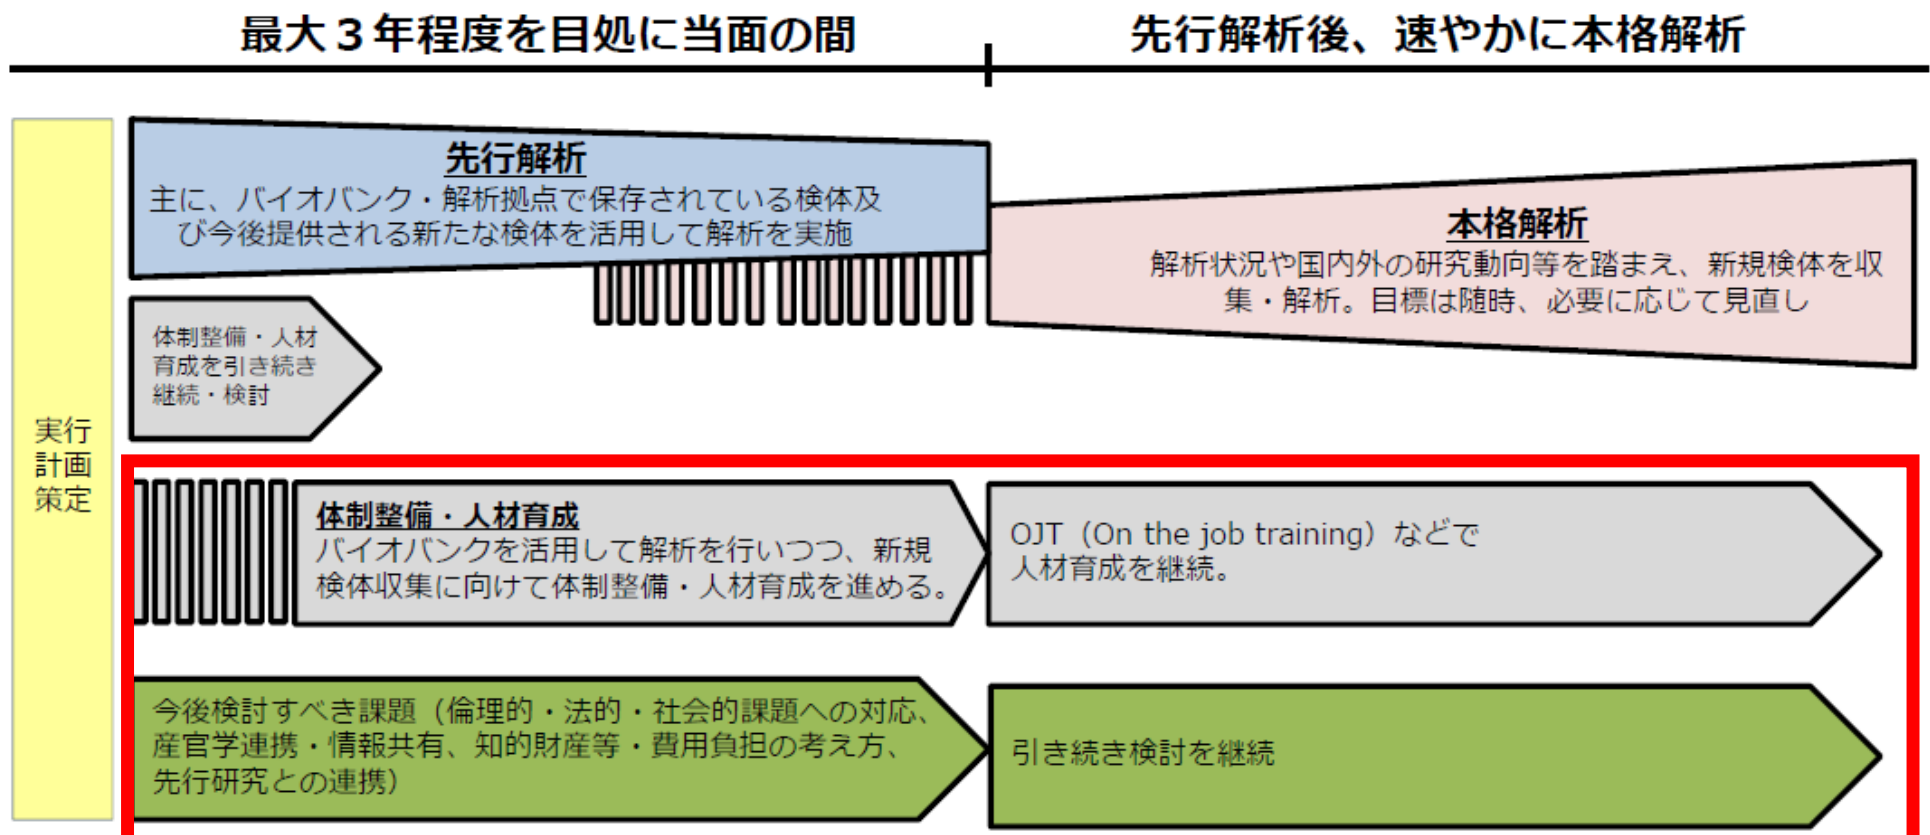 最大３年程度を目処に当面の間
先行解析後、速やかに本格解析
実行
計画
策定
先行解析
主に、バイオバンク・解析拠点で保存されている検体及
び今後提供される新たな検体を活用して解析を実施
本格解析
解析状況や国内外の研究動向等を踏まえ、新規検体を収
集・解析。目標は随時、必要に応じて見直し
体制整備・人材
育成を引き続き
継続・検討
体制整備・人材育成
バイオバンクを活用して解析を行いつつ、新規
検体収集に向けて体制整備・人材育成を進める。
OJT（On the job training）などで
人材育成を継続。
今後検討すべき課題（倫理的・法的・社会的課題への対応、
産官学連携・情報共有、知的財産等・費用負担の考え方、
先行研究との連携）
引き続き検討を継続